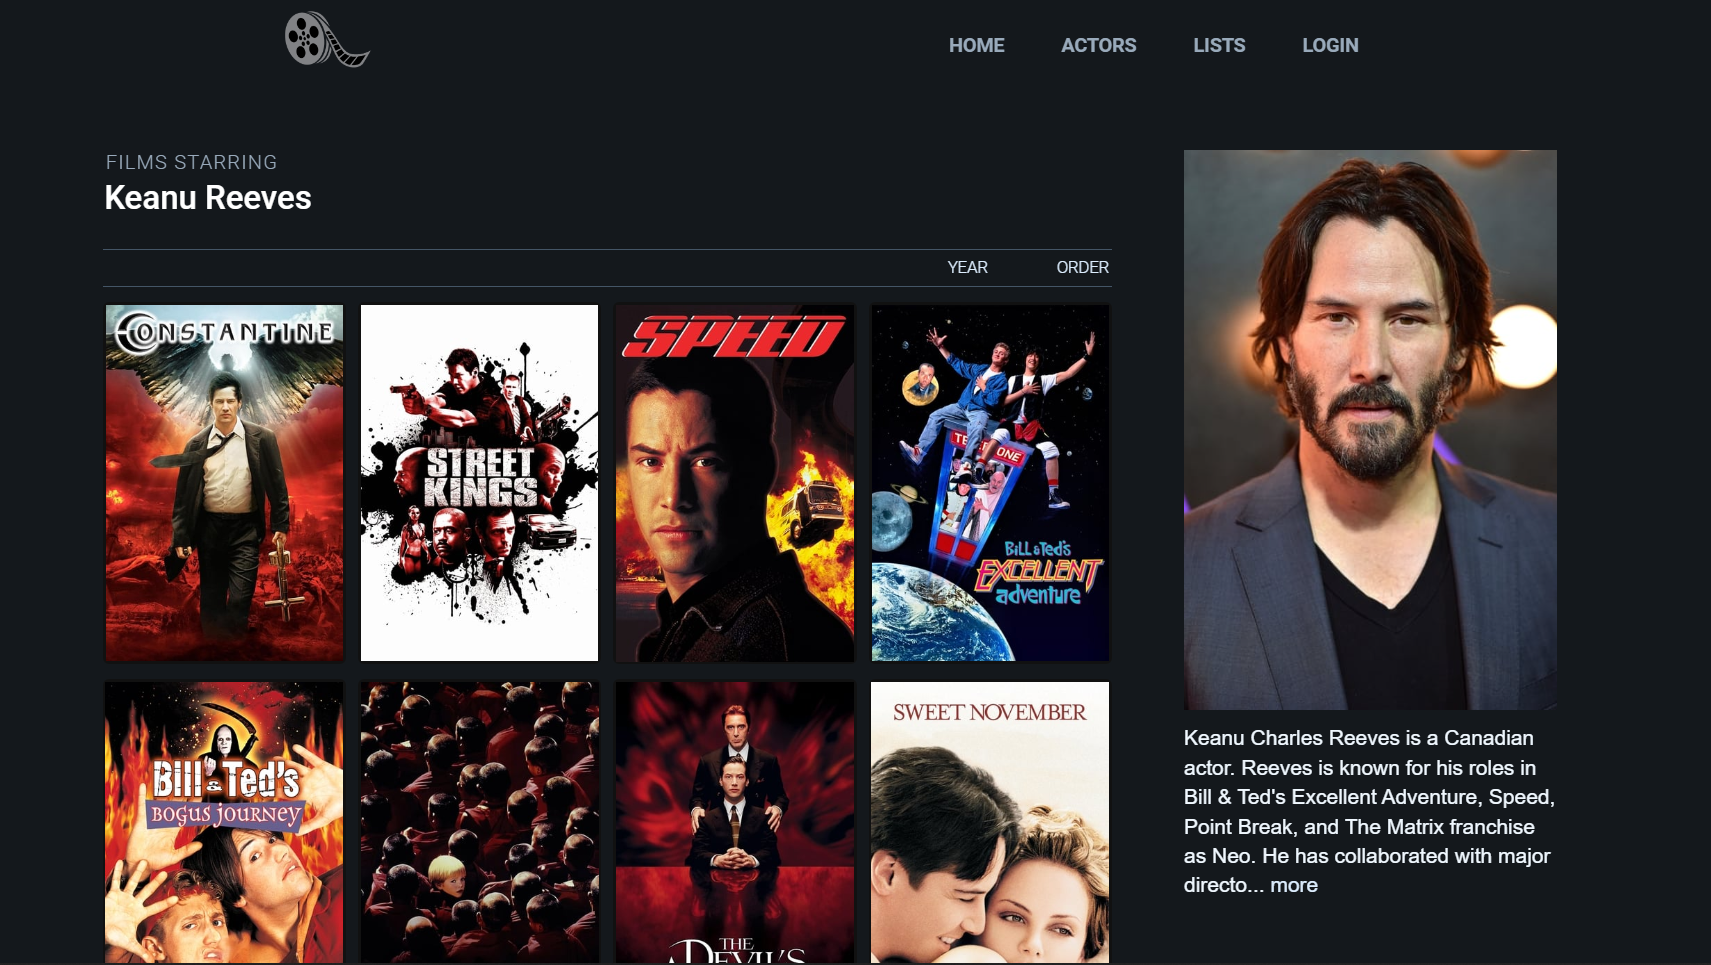 HOME ACTORS LISTS LOGIN
FILMS STARRING
Keanu Reeves
YEAR ORDER
CONSTANTINE
STREET
KINGS
SPEED
BILL & TED'S
EXCELLENT
adventure
BiLL & TeD's
BOGUS JOURNEY
THE
DEVIL'S
SWEET NOVEMBER
Keanu Charles Reeves is a Canadian
actor. Reeves is known for his roles in
Bill & Ted's Excellent Adventure, Speed,
Point Break, and The Matrix franchise
as Neo. He has collaborated with major
directo... more